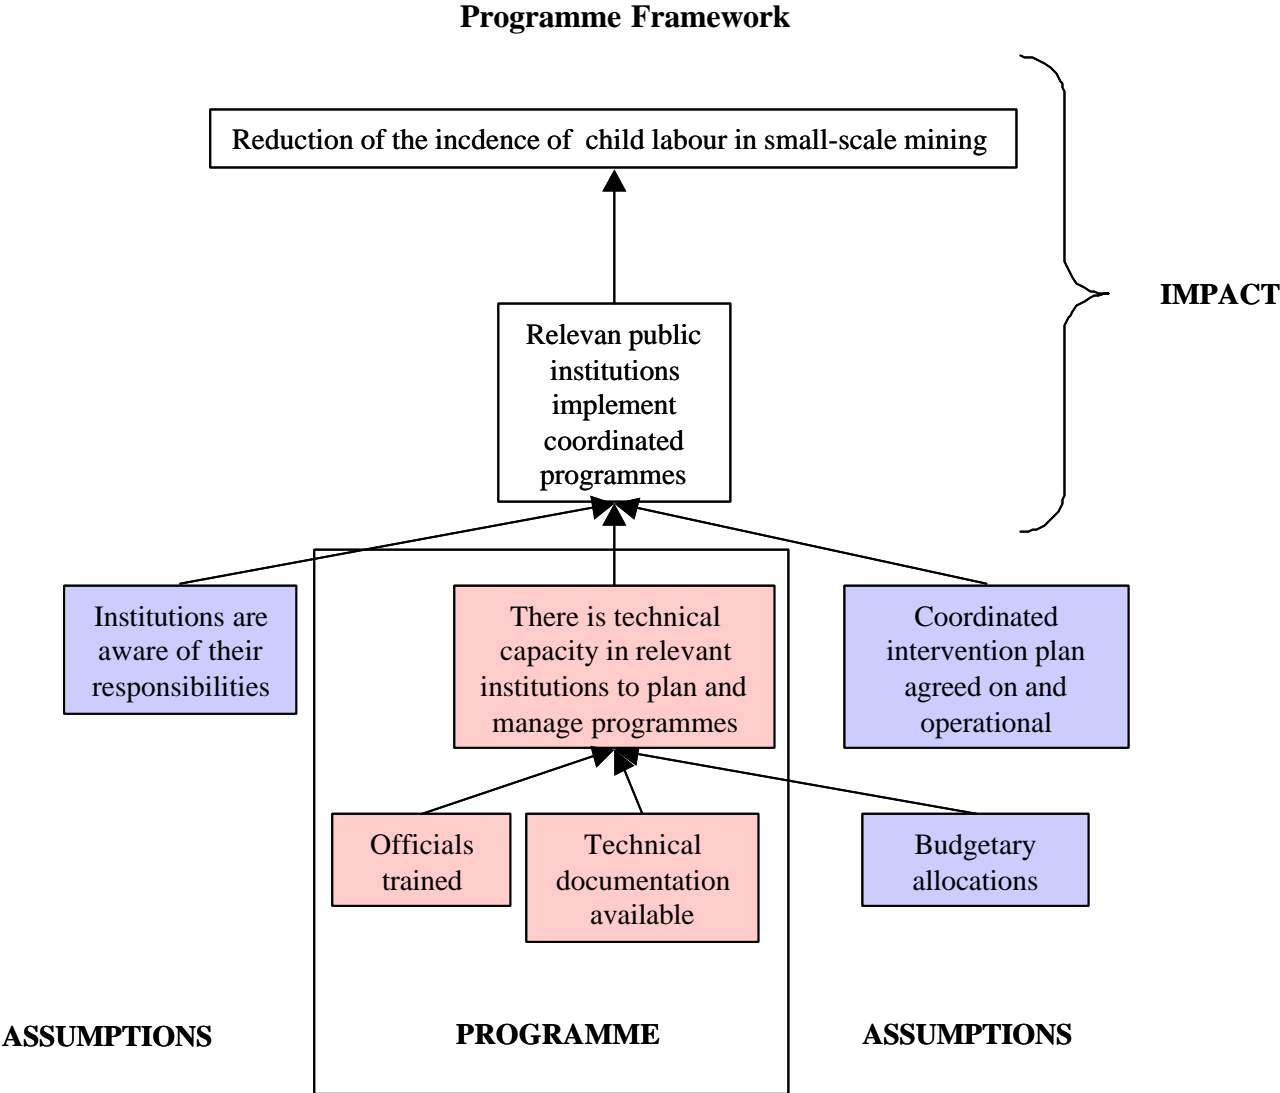 Programme Framework
Reduction of the incdence of child labour in small-scale mining
IMPACT
Relevan public
institutions
implement
coordinated
programmes
Institutions are
aware of their
responsibilities
There is technical
capacity in relevant
institutions to plan and
manage programmes
Coordinated
intervention plan
agreed on and
operational
Officials
trained
Technical
documentation
available
Budgetary
allocations
ASSUMPTIONS
PROGRAMME
ASSUMPTIONS